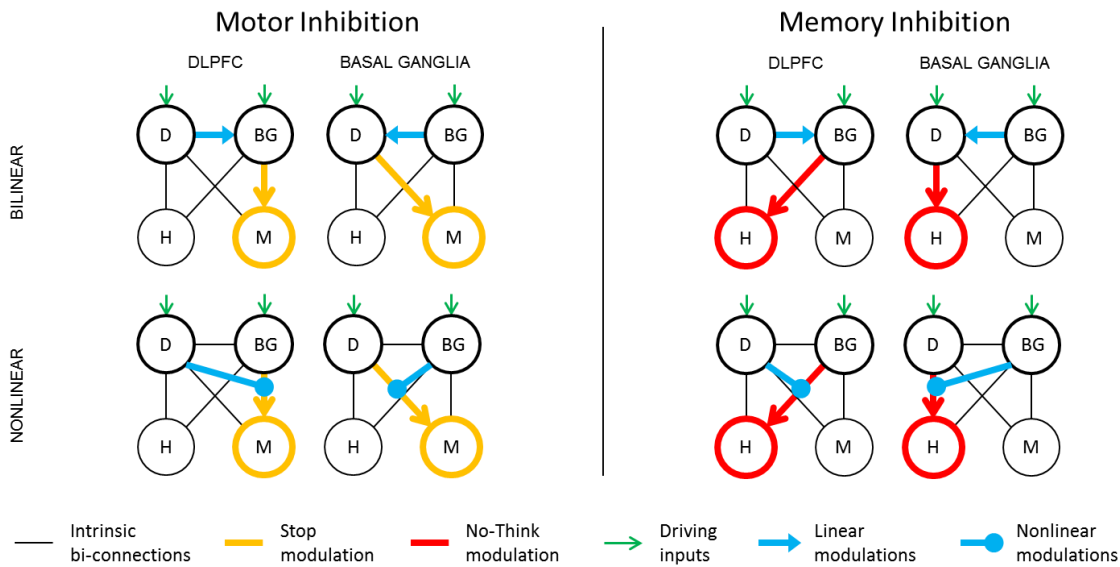 Motor Inhibition
Memory Inhibition
DLPFC
BASAL GANGLIA
DLPFC
BASAL GANGLIA
BILINEAR
D
BG
D
BG
D
BG
D
BG
H
M
H
M
H
M
H
M
NONLINEAR
D
BG
D
BG
D
BG
D
BG
H
M
H
M
H
M
H
M
Intrinsic
bi-connections
Stop
modulation
No-Think
modulation
Driving
inputs
Linear
modulations
Nonlinear
modulations